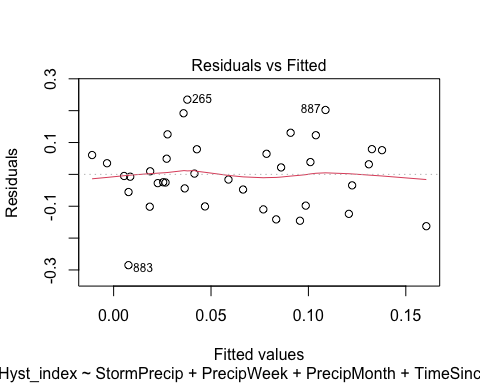 Residuals vs Fitted
Residuals
0.3
0.1
-0.1
-0.3
265
887
883
0.00
0.05
0.10
0.15
Fitted values
Hyst_index ~ StormPrecip + PrecipWeek + PrecipMonth + TimeSinc